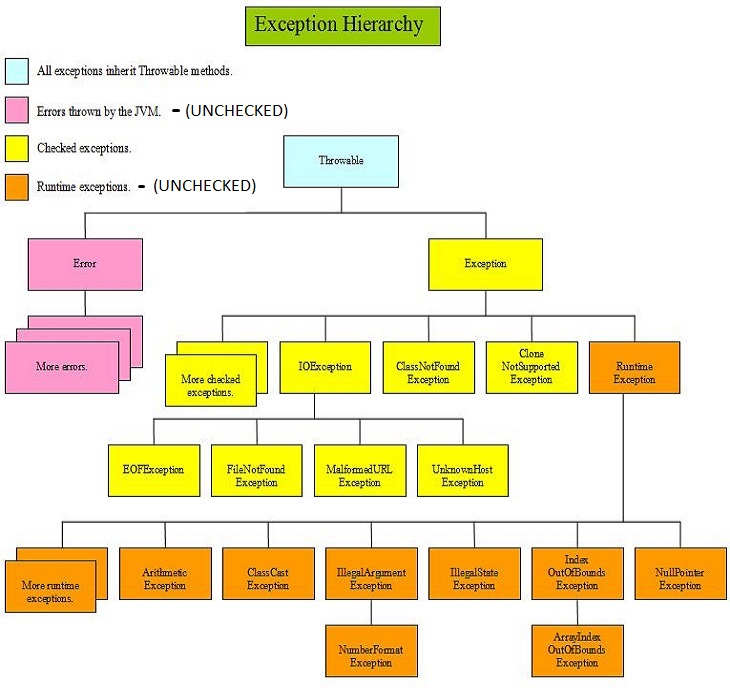 Exception Hierarchy
All exceptions inherit Throwable methods.
Errors thrown by the JVM. - (UNCHECKED)
Checked exceptions.
Runtime exceptions. - (UNCHECKED)
Throwable
Error
Exception
More errors.
More checked
exceptions.
IOException
ClassNotFound
Exception
Clone
NotSupported
Exception
Runtime
Exception
EOFException
FileNotFound
Exception
MalformedURL
Exception
UnknownHost
Exception
More runtime
exceptions.
Arithmetic
Exception
ClassCast
Exception
IllegalArgument
Exception
IllegalState
Exception
Index
OutOfBounds
Exception
NullPointer
Exception
NumberFormat
Exception
ArrayIndex
OutOfBounds
Exception